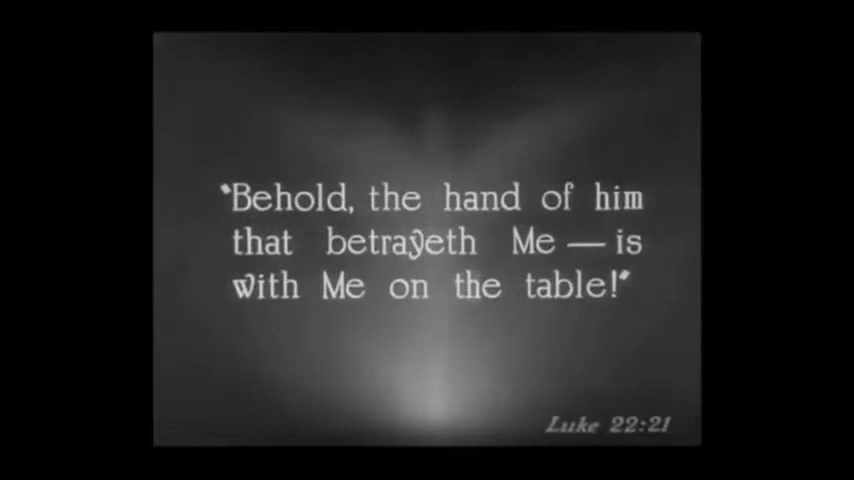 "Behold, the hand of him
that betrayeth Me — is
with Me on the table!"
Luke 22:21